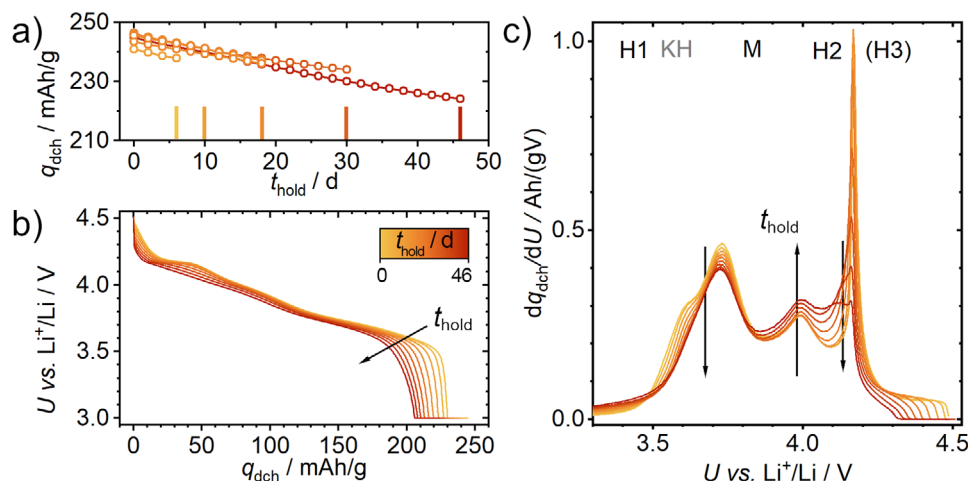 a)
q_dch / mAh/g
250
230
210
0 10 20 30 40 50
t_hold / d
b)
U vs. Li⁺/Li / V
4.5
4.0
3.5
3.0
t_hold / d
0 46
t_hold
0 50 100 150 200 250
q_dch / mAh/g
c)
dq_dch/dU / Ah/(gV)
1.0
0.5
0.0
H1 KH M H2 (H3)
t_hold
3.5 4.0 4.5
U vs. Li⁺/Li / V